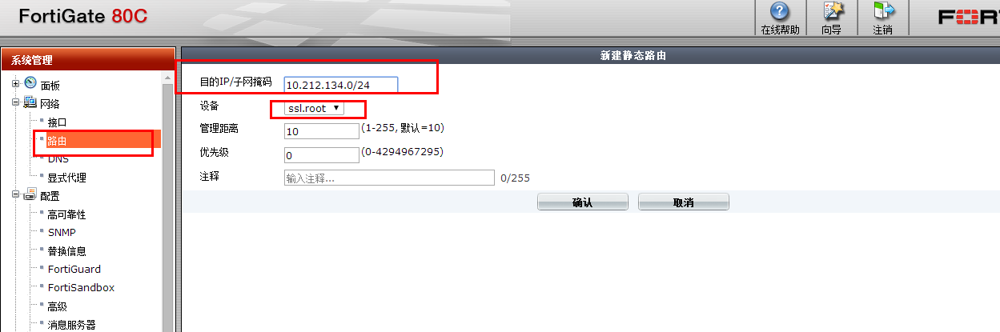 FortiGate 80C
在线帮助
向导
注销
系统管理
面板
网络
接口
路由
DNS
显式代理
配置
高可靠性
SNMP
替换信息
FortiGuard
FortiSandbox
高级
消息服务器
新建静态路由
目的IP/子网掩码 10.212.134.0/24
设备 ssl.root
管理距离 10 (1-255, 默认=10)
优先级 0 (0-4294967295)
注释 输入注释... 0/255
确认 取消